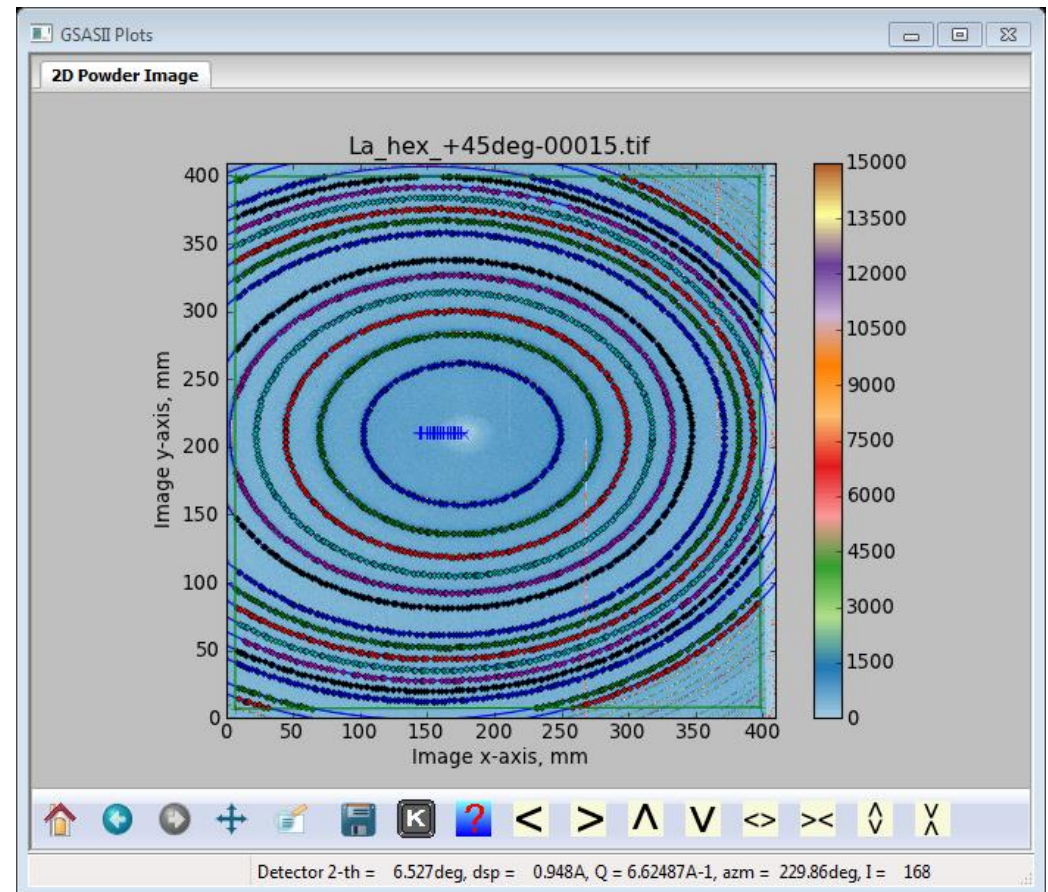 GSASII Plots
2D Powder Image
La_hex_+45deg-00015.tif
Image y-axis, mm
400
350
300
250
200
150
100
50
0
0 50 100 150 200 250 300 350 400
Image x-axis, mm
15000
13500
12000
10500
9000
7500
6000
4500
3000
1500
0
K ? < > Λ V <> >< 
Detector 2-th = 6.527deg, dsp = 0.948A, Q = 6.62487A-1, azm = 229.86deg, I = 168